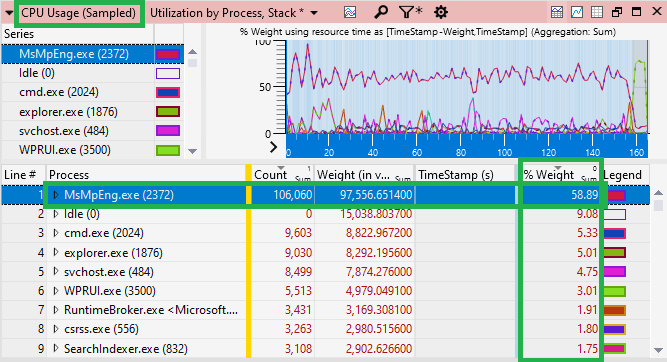 CPU Usage (Sampled) Utilization by Process, Stack *
Series
MsMpEng.exe (2372)
Idle (0)
cmd.exe (2024)
explorer.exe (1876)
svchost.exe (484)
WPRUI.exe (3500)
% Weight using resource time as [TimeStamp-Weight,TimeStamp] (Aggregation: Sum)
100
50
0
0 20 40 60 80 100 120 140 160
Line # Process Count Sum 1 Weight (in v... Sum TimeStamp (s) % Weight Sum 0 Legend
1 MsMpEng.exe (2372) 106,060 97,556.651400 58.89
2 Idle (0) 0 15,038.803700 9.08
3 cmd.exe (2024) 9,603 8,822.967200 5.33
4 explorer.exe (1876) 9,030 8,292.195600 5.01
5 svchost.exe (484) 8,499 7,874.276000 4.75
6 WPRUI.exe (3500) 5,513 4,979.049100 3.01
7 RuntimeBroker.exe <Microsoft.... 3,431 3,169.308100 1.91
8 csrss.exe (556) 3,263 2,980.515600 1.80
9 SearchIndexer.exe (832) 3,108 2,902.626600 1.75